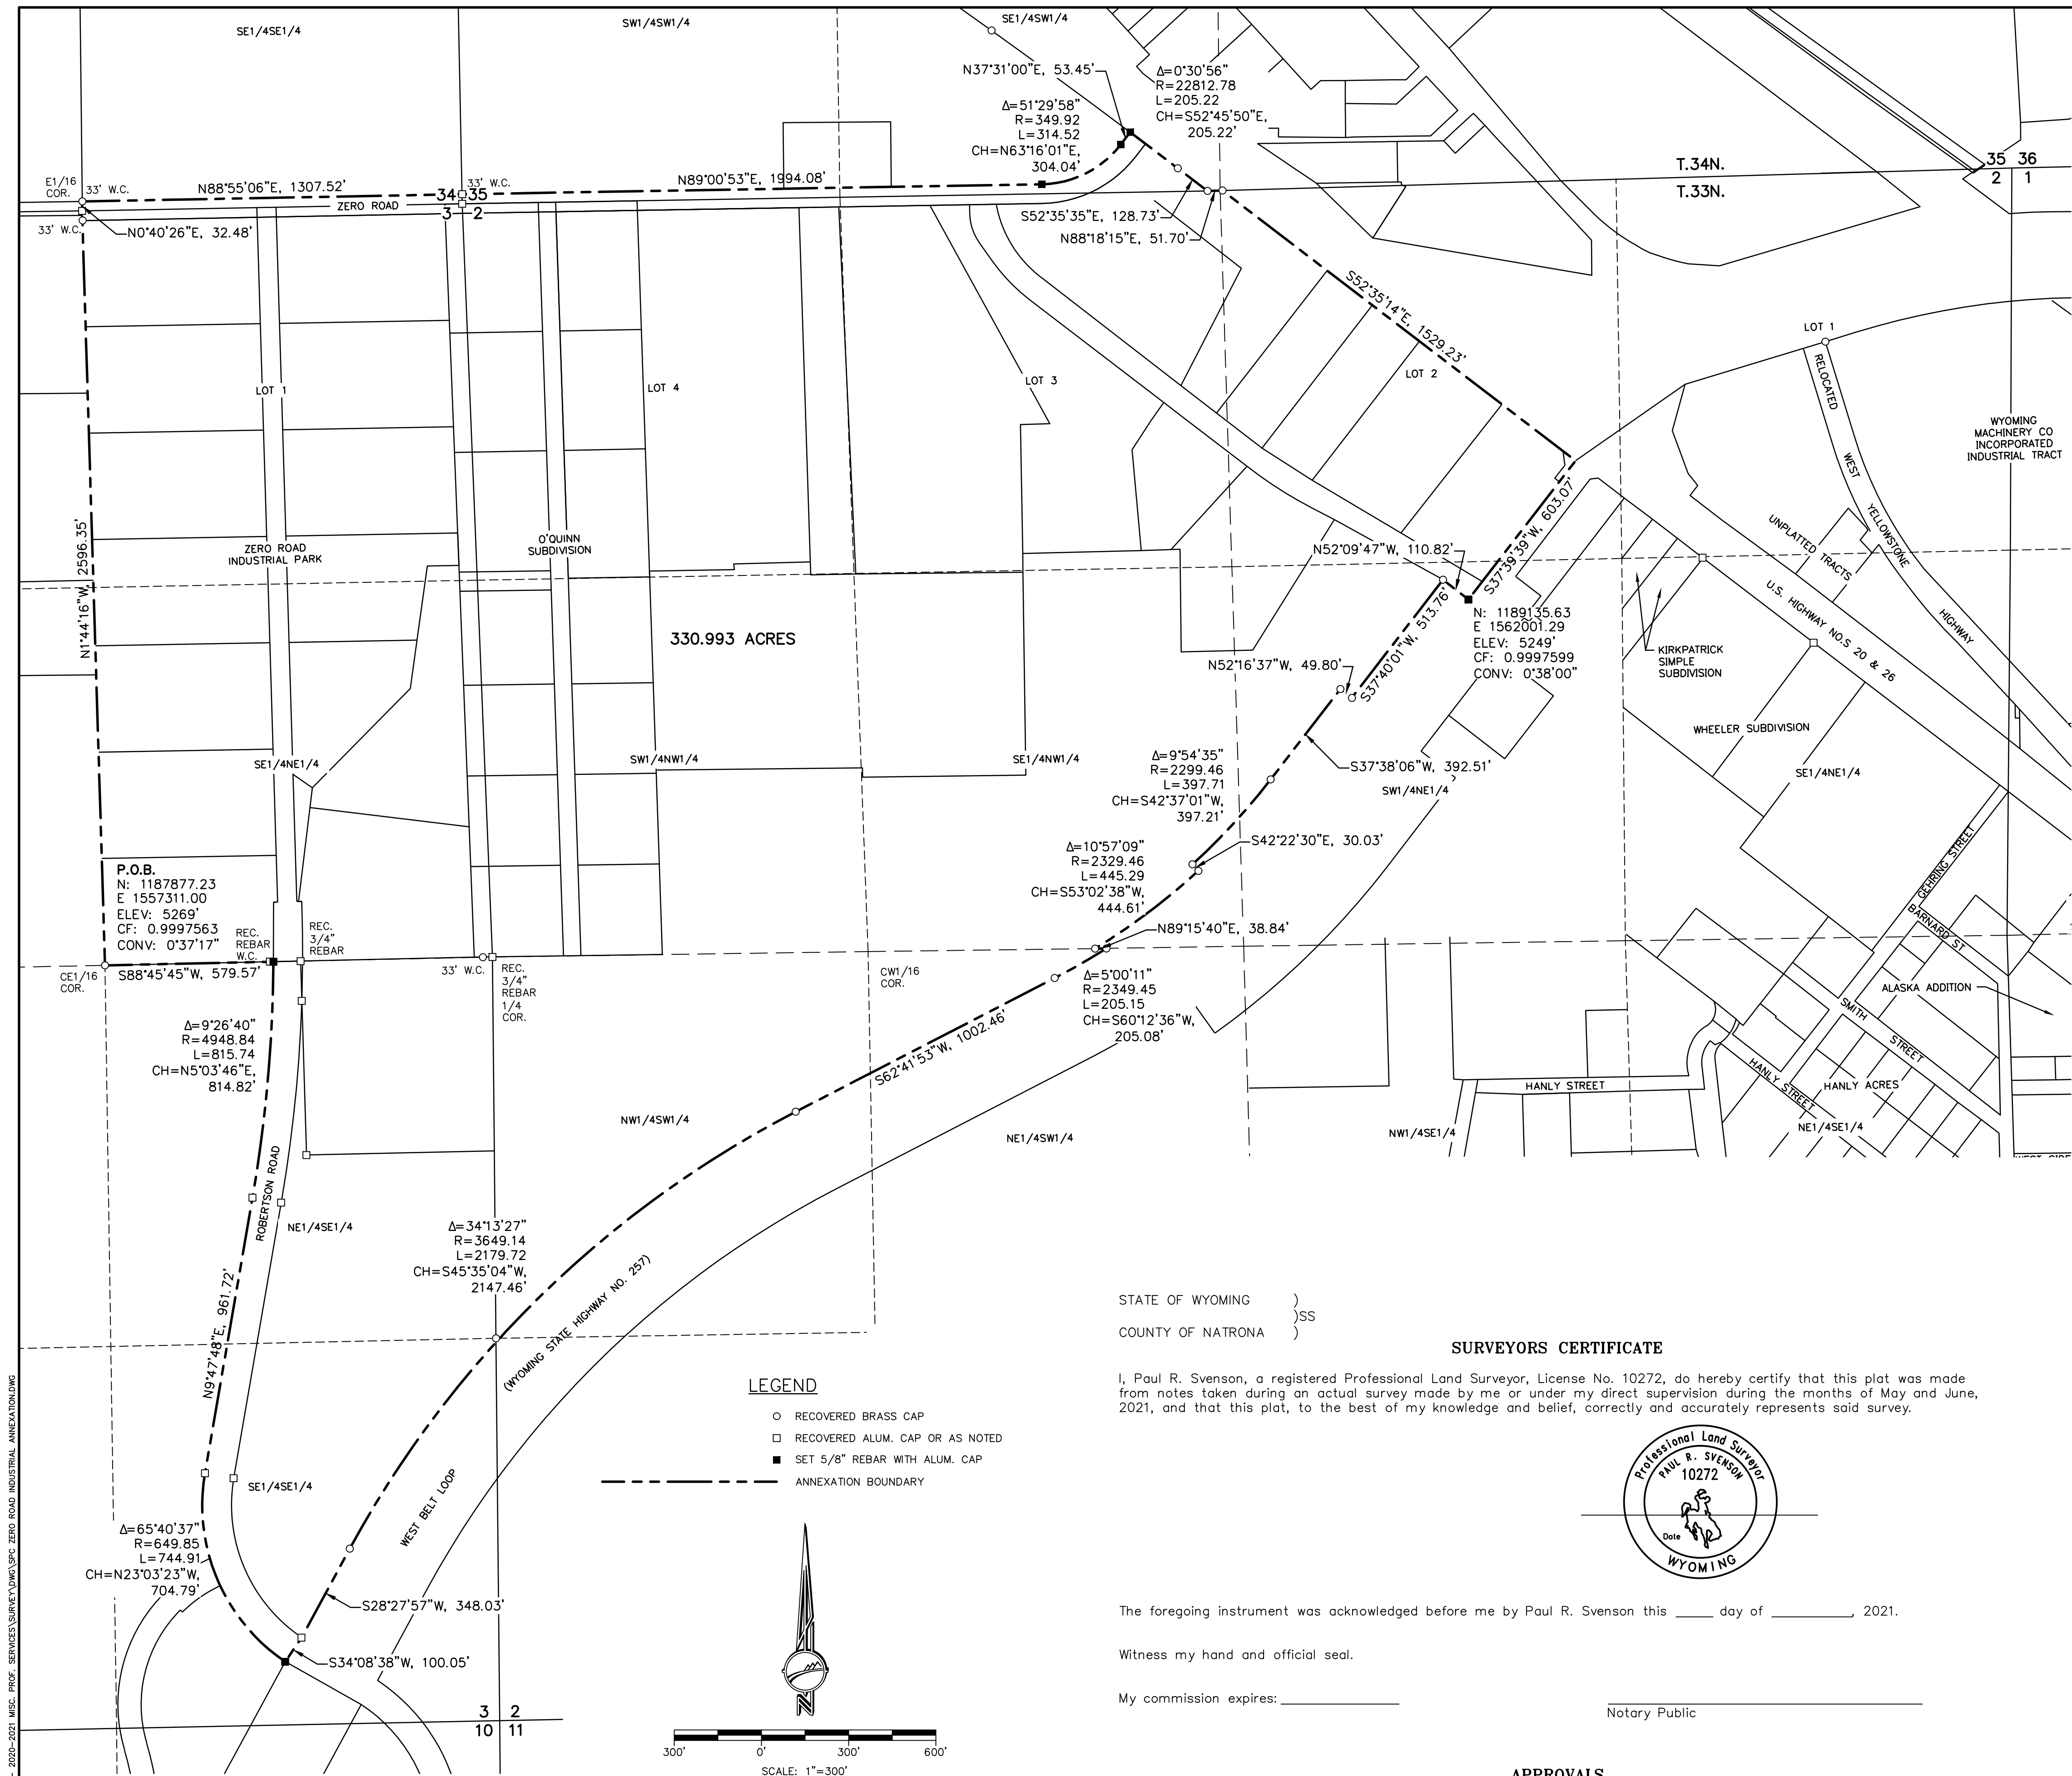 SE1/4SE1/4
SW1/4SW1/4
SE1/4SW1/4
N37°31'00"E, 53.45'
Δ=0°30'56"
R=22812.78
L=205.22
CH=S52°45'50"E,
205.22'
Δ=51°29'58"
R=349.92
L=314.52
CH=N63°16'01"E,
304.04'
T.34N.
T.33N.
35 36
2 1
E1/16
COR.
33' W.C.
N88°55'06"E, 1307.52'
34 35
3 2
33' W.C.
N89°00'53"E, 1994.08'
ZERO ROAD
33' W.C.
N0°40'26"E, 32.48'
S52°35'35"E, 128.73'
N88°18'15"E, 51.70'
S52°35'14"E, 1529.23'
LOT 1
RELOCATED
WEST
YELLOWSTONE
HIGHWAY
LOT 1
LOT 4
LOT 3
LOT 2
WYOMING
MACHINERY CO
INCORPORATED
INDUSTRIAL TRACT
N1°44'16"W, 2596.35'
ZERO ROAD
INDUSTRIAL PARK
O'QUINN
SUBDIVISION
S37°39'39"W, 603.07'
N52°09'47"W, 110.82'
UNPLATTED TRACTS
U.S. HIGHWAY NO.S 20 & 26
330.993 ACRES
S37°40'01"W, 513.76'
N: 1189135.63
E 1562001.29
ELEV: 5249'
CF: 0.9997599
CONV: 0°38'00"
KIRKPATRICK
SIMPLE
SUBDIVISION
N52°16'37"W, 49.80'
WHEELER SUBDIVISION
SE1/4NE1/4
SW1/4NW1/4
SE1/4NW1/4
S37°38'06"W, 392.51'
SW1/4NE1/4
SE1/4NE1/4
Δ=9°54'35"
R=2299.46
L=397.71
CH=S42°37'01"W,
397.21'
S42°22'30"E, 30.03'
Δ=10°57'09"
R=2329.46
L=445.29
CH=S53°02'38"W,
444.61'
GEHRING STREET
BARNARD ST
P.O.B.
N: 1187877.23
E 1557311.00
ELEV: 5269'
CF: 0.9997563
CONV: 0°37'17"
REC.
REBAR
W.C.
REC.
3/4"
REBAR
N89°15'40"E, 38.84'
CE1/16
COR.
S88°45'45"W, 579.57'
33' W.C.
REC.
3/4"
REBAR
1/4
COR.
CW1/16
COR.
Δ=5°00'11"
R=2349.45
L=205.15
CH=S60°12'36"W,
205.08'
ALASKA ADDITION
SMITH
STREET
Δ=9°26'40"
R=4948.84
L=815.74
CH=N5°03'46"E,
814.82'
S62°41'53"W, 1002.46'
HANLY STREET
HANLY STREET
HANLY ACRES
NW1/4SW1/4
NE1/4SW1/4
NW1/4SE1/4
NE1/4SE1/4
ROBERTSON ROAD
NE1/4SE1/4
Δ=34°13'27"
R=3649.14
L=2179.72
CH=S45°35'04"W,
2147.46'
N9°47'48"E, 961.72'
(WYOMING STATE HIGHWAY NO. 257)
WEST BELT LOOP
SE1/4SE1/4
Δ=65°40'37"
R=649.85
L=744.91
CH=N23°03'23"W,
704.79'
S28°27'57"W, 348.03'
S34°08'38"W, 100.05'
3 2
10 11
LEGEND
RECOVERED BRASS CAP
RECOVERED ALUM. CAP OR AS NOTED
SET 5/8" REBAR WITH ALUM. CAP
ANNEXATION BOUNDARY
N
300' 0' 300' 600'
SCALE: 1"=300'
STATE OF WYOMING )
)SS
COUNTY OF NATRONA )
SURVEYORS CERTIFICATE
I, Paul R. Svenson, a registered Professional Land Surveyor, License No. 10272, do hereby certify that this plat was made
from notes taken during an actual survey made by me or under my direct supervision during the months of May and June,
2021, and that this plat, to the best of my knowledge and belief, correctly and accurately represents said survey.
Professional Land Surveyor
PAUL R. SVENSON
10272
Date
WYOMING
The foregoing instrument was acknowledged before me by Paul R. Svenson this _____ day of __________, 2021.
Witness my hand and official seal.
My commission expires: ______________
Notary Public
APPROVALS
2020-2021 MISC. PROF. SERVICES\SURVEY\DWG\SPC ZERO ROAD INDUSTRIAL ANNEXATION.DWG